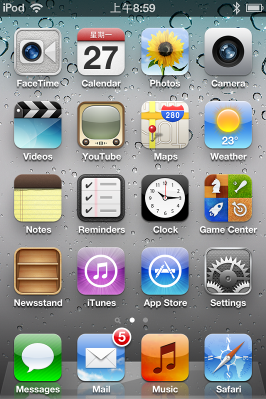 iPod 上午8:59
星期一
27
280
23°
FaceTime Calendar Photos Camera
Videos YouTube Maps Weather
Notes Reminders Clock Game Center
Newsstand iTunes App Store Settings
5
Messages Mail Music Safari